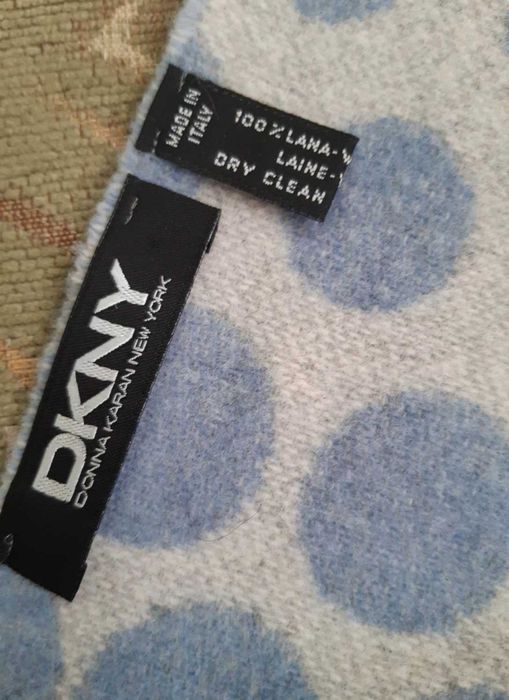 MADE IN
ITALY
100% LANA-
LAINE-
DRY CLEAN
DKNY
DONNA KARAN NEW YORK